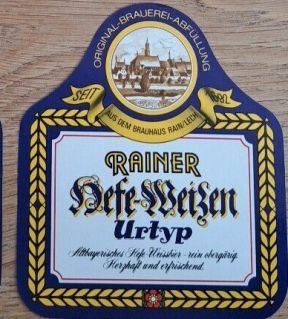 ORIGINAL-BRAUEREI-ABFÜLLUNG
SEIT 1682
AUS DEM BRAUHAUS RAIN/LECH
RAINER
Hefe-Weizen
Urtyp
Altbayerisches Hefe-Weissbier - rein obergärig.
Herzhaft und erfrischend.